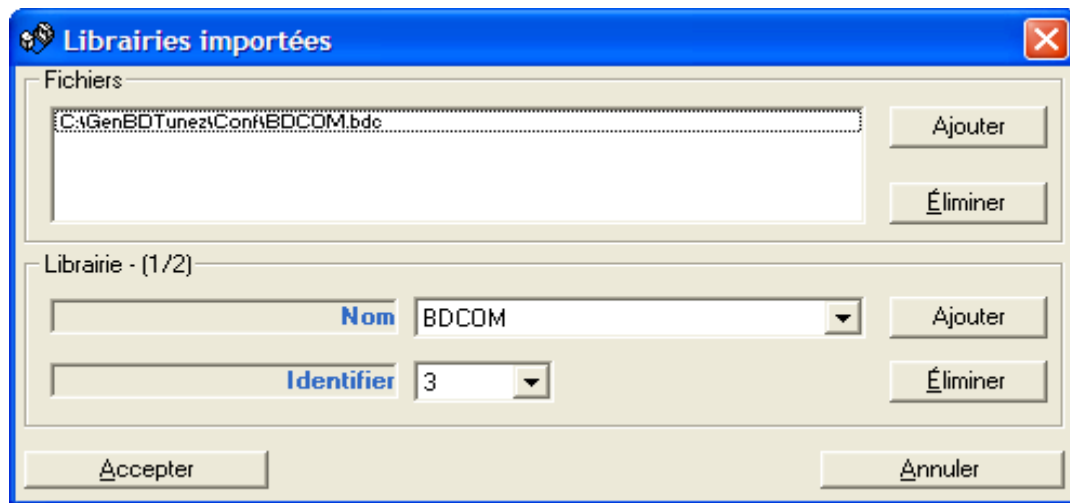 Librairies importées
Fichiers
C:\GenBDTunez\Conf\BDCOM.bdc
Ajouter
Éliminer
Librairie - (1/2)
Nom BDCOM Ajouter
Identifier 3 Éliminer
Accepter Annuler